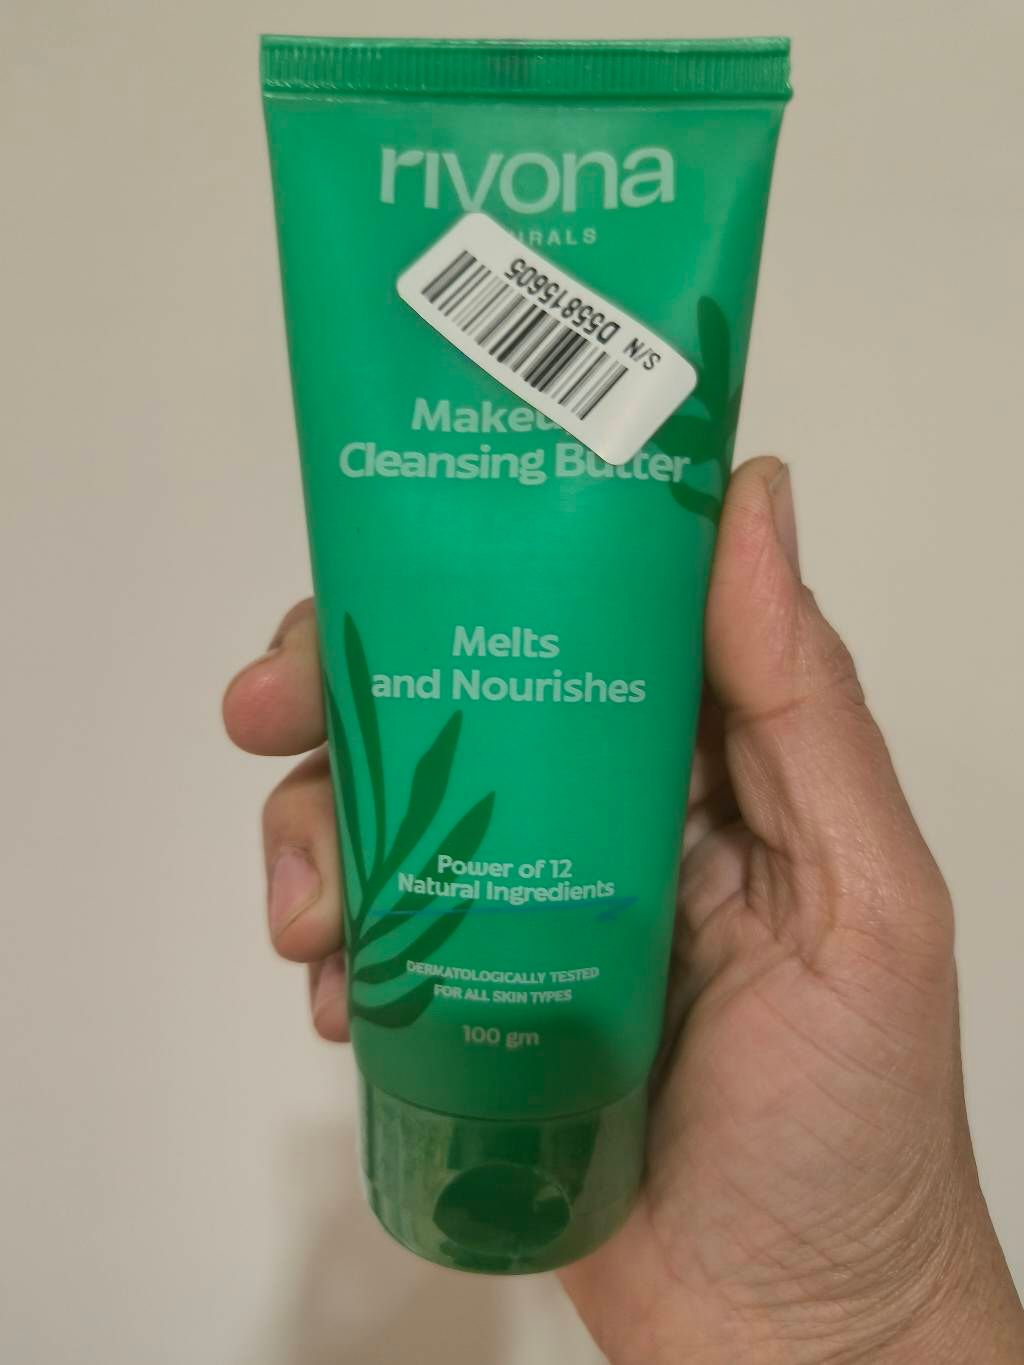 rivona
Cleansing Butter
S/N D55815605
Melts
and Nourishes
Power of 12
Natural Ingredients
DERMATOLOGICALLY TESTED
FOR ALL SKIN TYPES
100 gm